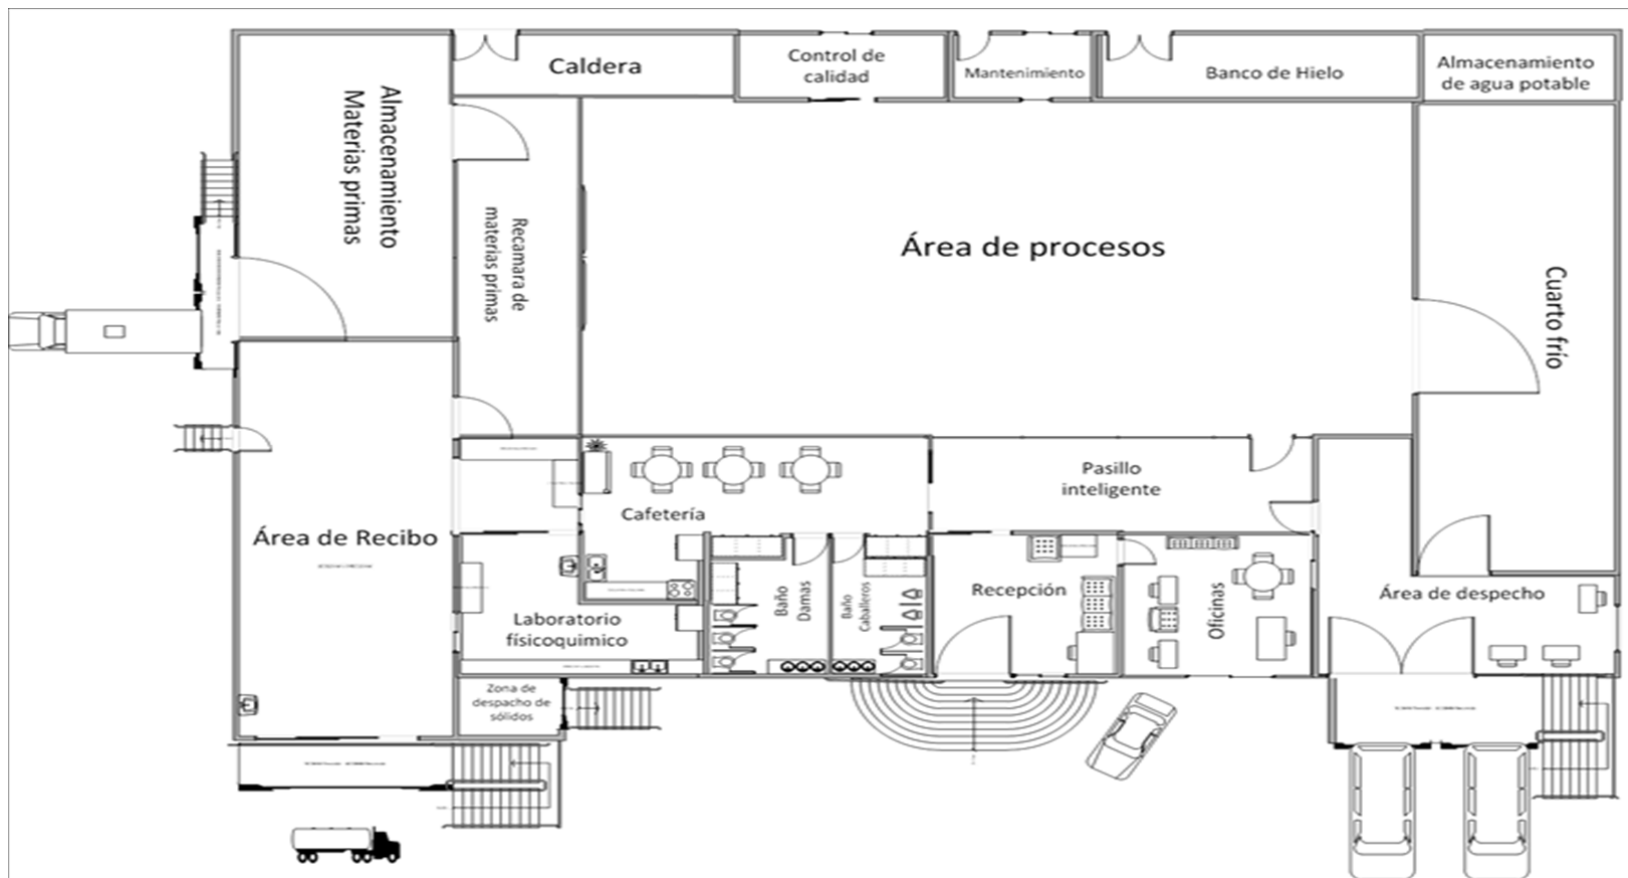 Caldera
Control de
calidad
Mantenimiento
Banco de Hielo
Almacenamiento
de agua potable
Almacenamiento
Materias primas
Recamara de
materias primas
Área de procesos
Cuarto frío
Pasillo
inteligente
Cafetería
Área de Recibo
Recepción
Oficinas
Área de despecho
Baño
Damas
Baño
Caballeros
Laboratorio
físicoquimico
Zona de
despacho de
sólidos